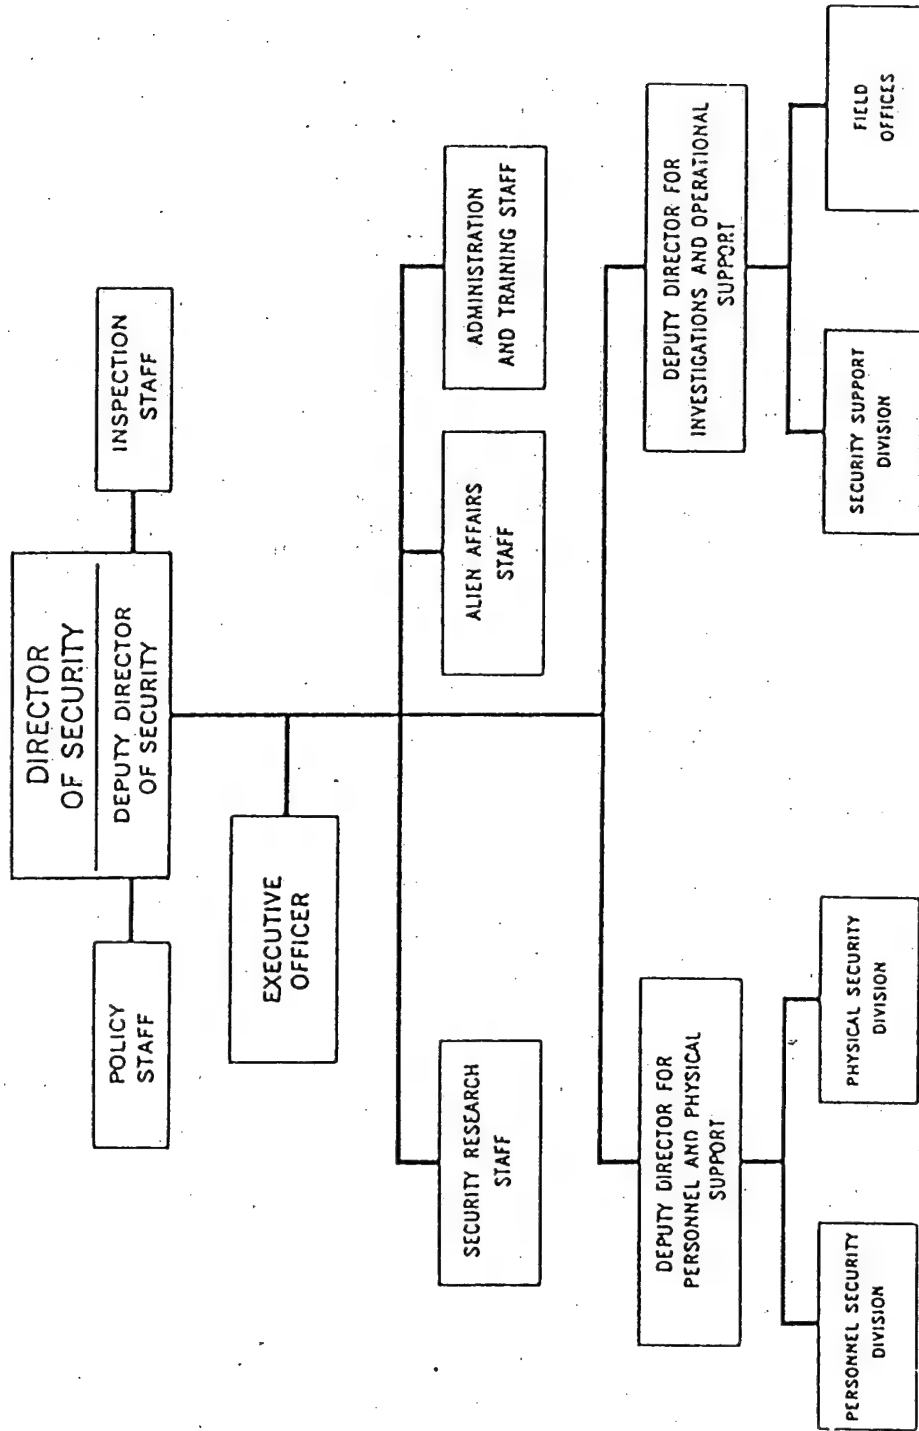 DIRECTOR
OF SECURITY
DEPUTY DIRECTOR
OF SECURITY
POLICY
STAFF
INSPECTION
STAFF
EXECUTIVE
OFFICER
SECURITY RESEARCH
STAFF
ALIEN AFFAIRS
STAFF
ADMINISTRATION
AND TRAINING STAFF
DEPUTY DIRECTOR FOR
PERSONNEL AND PHYSICAL
SUPPORT
DEPUTY DIRECTOR FOR
INVESTIGATIONS AND OPERATIONAL
SUPPORT
PERSONNEL SECURITY
DIVISION
PHYSICAL SECURITY
DIVISION
SECURITY SUPPORT
DIVISION
FIELD
OFFICES